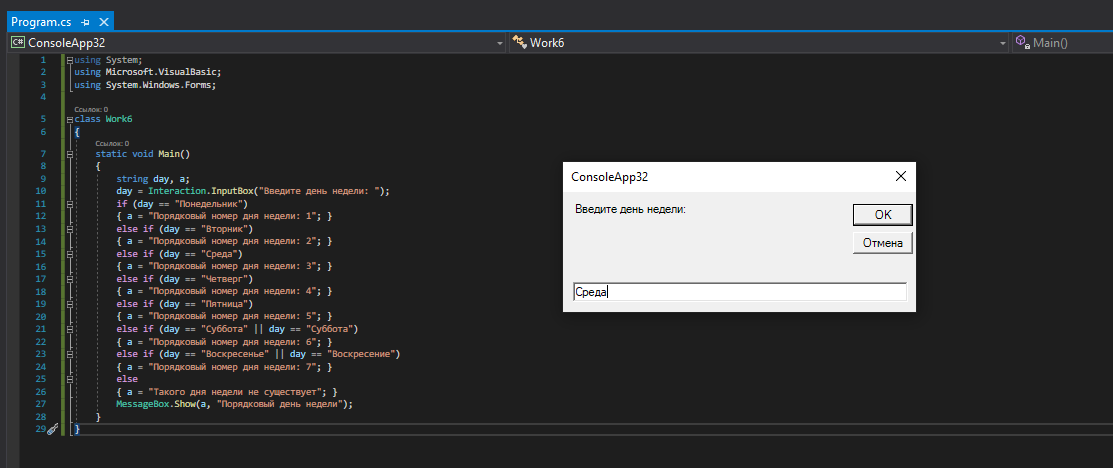 Program.cs
C# ConsoleApp32 Work6 Main()
1 using System;
2 using Microsoft.VisualBasic;
3 using System.Windows.Forms;
4
Ссылок: 0
5 class Work6
6 {
Ссылок: 0
7 static void Main()
8 {
9 string day, a;
10 day = Interaction.InputBox("Введите день недели: ");
11 if (day == "Понедельник")
12 { a = "Порядковый номер дня недели: 1"; }
13 else if (day == "Вторник")
14 { a = "Порядковый номер дня недели: 2"; }
15 else if (day == "Среда")
16 { a = "Порядковый номер дня недели: 3"; }
17 else if (day == "Четверг")
18 { a = "Порядковый номер дня недели: 4"; }
19 else if (day == "Пятница")
20 { a = "Порядковый номер дня недели: 5"; }
21 else if (day == "Суббота" || day == "Суббота")
22 { a = "Порядковый номер дня недели: 6"; }
23 else if (day == "Воскресенье" || day == "Воскресение")
24 { a = "Порядковый номер дня недели: 7"; }
25 else
26 { a = "Такого дня недели не существует"; }
27 MessageBox.Show(a, "Порядковый день недели");
28 }
29 }
ConsoleApp32
Введите день недели:
OK
Отмена
Среда